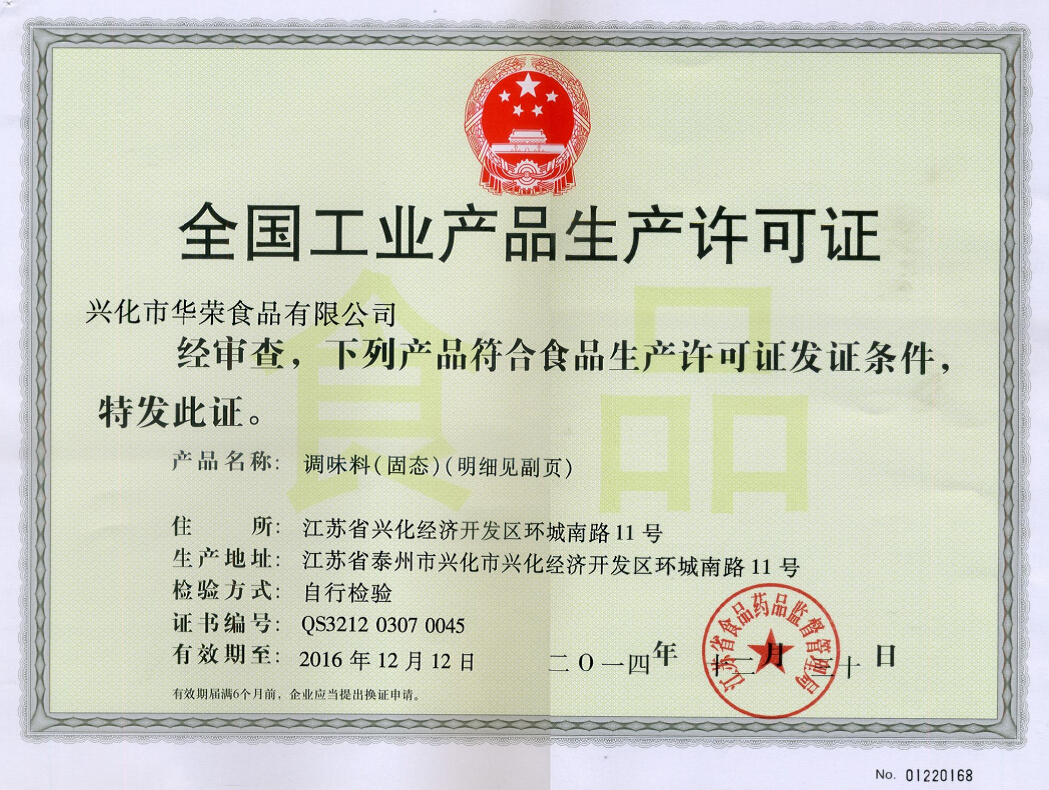 全国工业产品生产许可证
兴化市华荣食品有限公司
经审查，下列产品符合食品生产许可证发证条件，
特发此证。
食品
产品名称：调味料(固态)(明细见副页)
住所：江苏省兴化经济开发区环城南路11号
生产地址：江苏省泰州市兴化市兴化经济开发区环城南路11号
检验方式：自行检验
证书编号：QS3212 0307 0045
有效期至：2016年12月12日
二〇一四年十二月三十日
江苏省食品药品监督管理局
有效期届满6个月前，企业应当提出换证申请。
No. 01220168